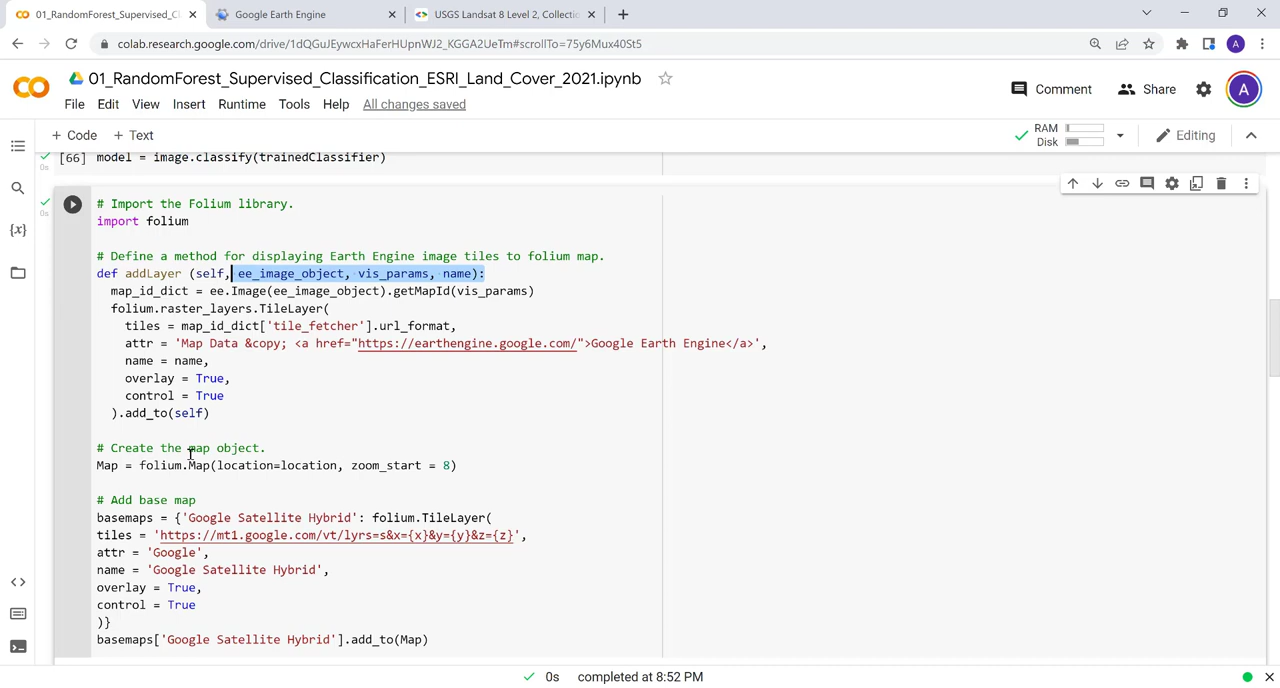 01_RandomForest_Supervised_Cl
Google Earth Engine
USGS Landsat 8 Level 2, Collectio
colab.research.google.com/drive/1dQGuJEywcxHaFerHUpnWJ2_KGGA2UeTm#scrollTo=75y6Mux40St5
A
01_RandomForest_Supervised_Classification_ESRI_Land_Cover_2021.ipynb
File Edit View Insert Runtime Tools Help All changes saved
Comment
Share
A
+ Code + Text
RAM
Disk
Editing
0s [66] model = image.classify(trainedClassifier)
0s
# Import the Folium library.
import folium
# Define a method for displaying Earth Engine image tiles to folium map.
def addLayer (self, ee_image_object, vis_params, name):
map_id_dict = ee.Image(ee_image_object).getMapId(vis_params)
folium.raster_layers.TileLayer(
tiles = map_id_dict['tile_fetcher'].url_format,
attr = 'Map Data &copy; <a href="https://earthengine.google.com/">Google Earth Engine</a>',
name = name,
overlay = True,
control = True
).add_to(self)
# Create the map object.
Map = folium.Map(location=location, zoom_start = 8)
# Add base map
basemaps = {'Google Satellite Hybrid': folium.TileLayer(
tiles = 'https://mt1.google.com/vt/lyrs=s&x={x}&y={y}&z={z}',
attr = 'Google',
name = 'Google Satellite Hybrid',
overlay = True,
control = True
)}
basemaps['Google Satellite Hybrid'].add_to(Map)
0s completed at 8:52 PM